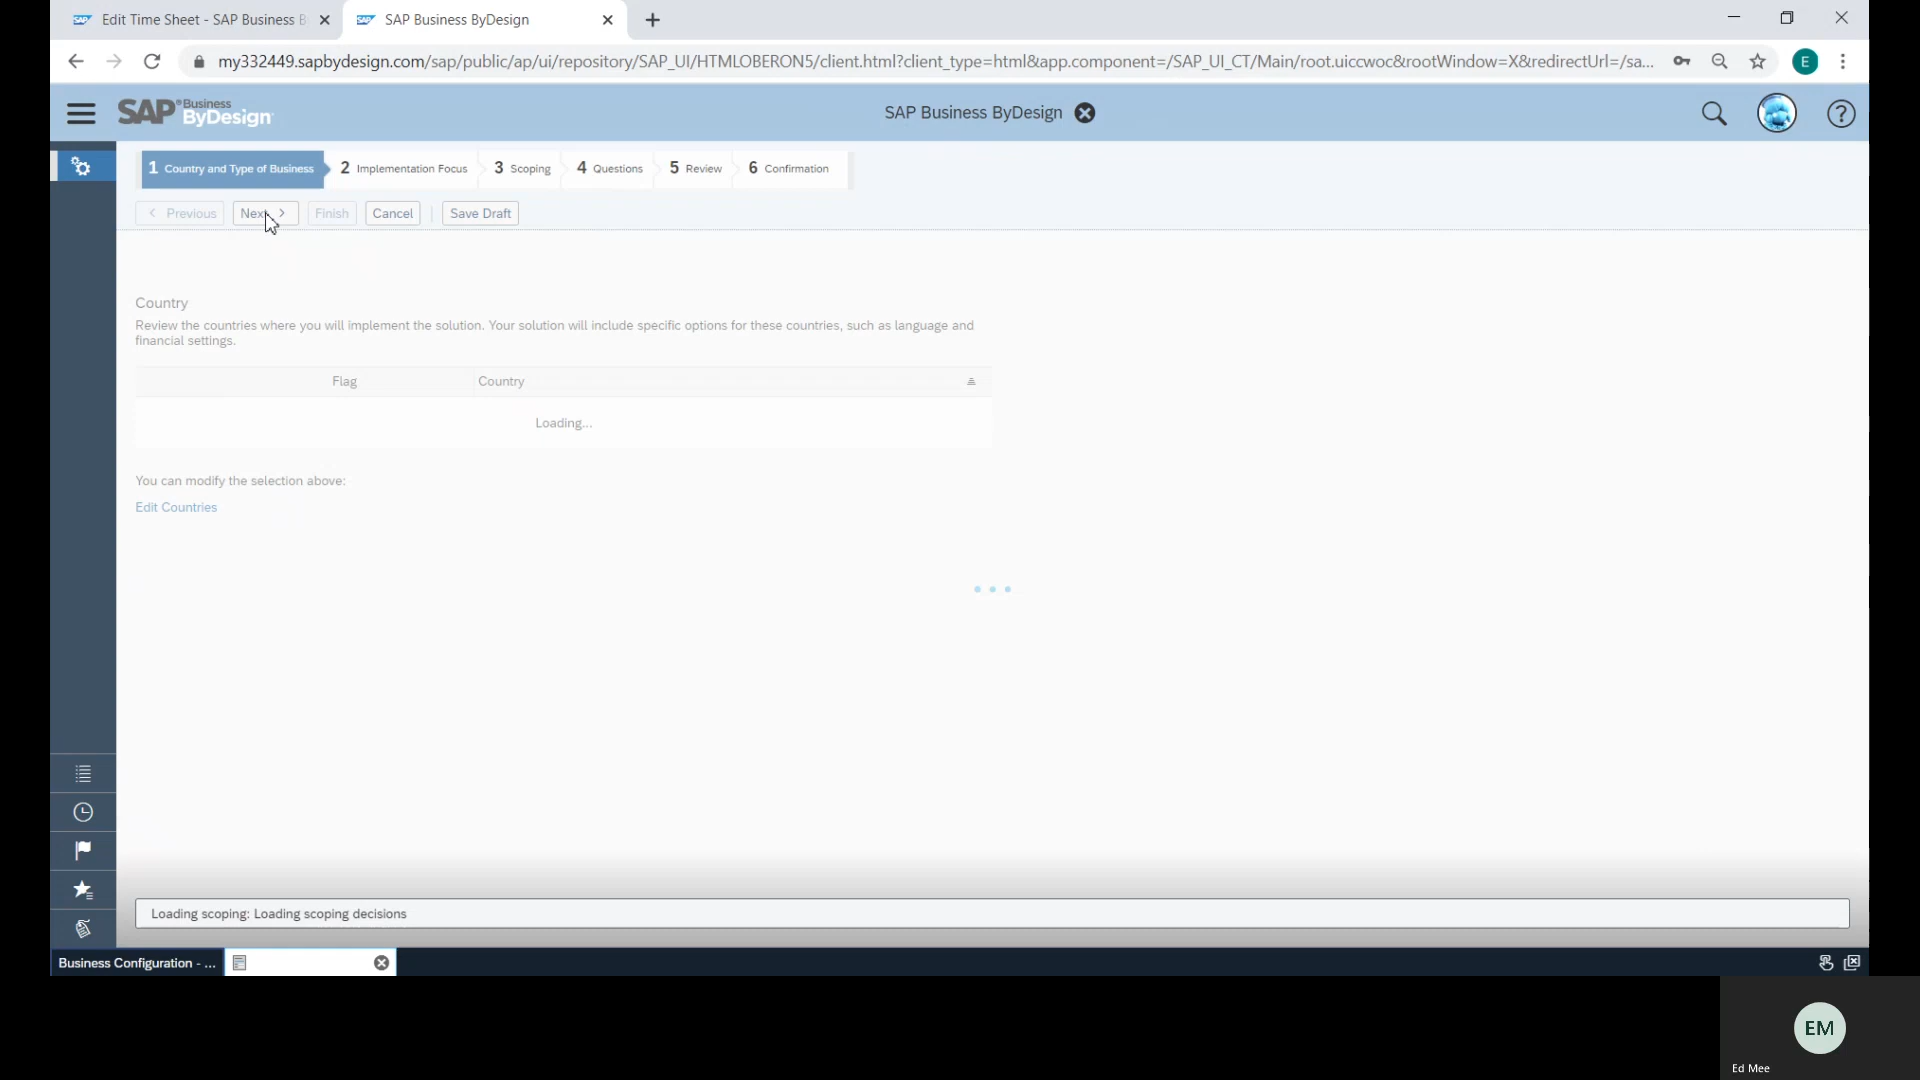 Edit Time Sheet - SAP Business B
SAP Business ByDesign
my332449.sapbydesign.com/sap/public/ap/ui/repository/SAP_UI/HTMLOBERON5/client.html?client_type=html&app.component=/SAP_UI_CT/Main/root.uiccwoc&rootWindow=X&redirectUrl=/sa...
E
SAP Business ByDesign
SAP Business ByDesign
1 Country and Type of Business
2 Implementation Focus
3 Scoping
4 Questions
5 Review
6 Confirmation
Previous
Next
Finish
Cancel
Save Draft
Country
Review the countries where you will implement the solution. Your solution will include specific options for these countries, such as language and
financial settings.
Flag
Country
Loading...
You can modify the selection above:
Edit Countries
Loading scoping: Loading scoping decisions
Business Configuration - ...
EM
Ed Mee